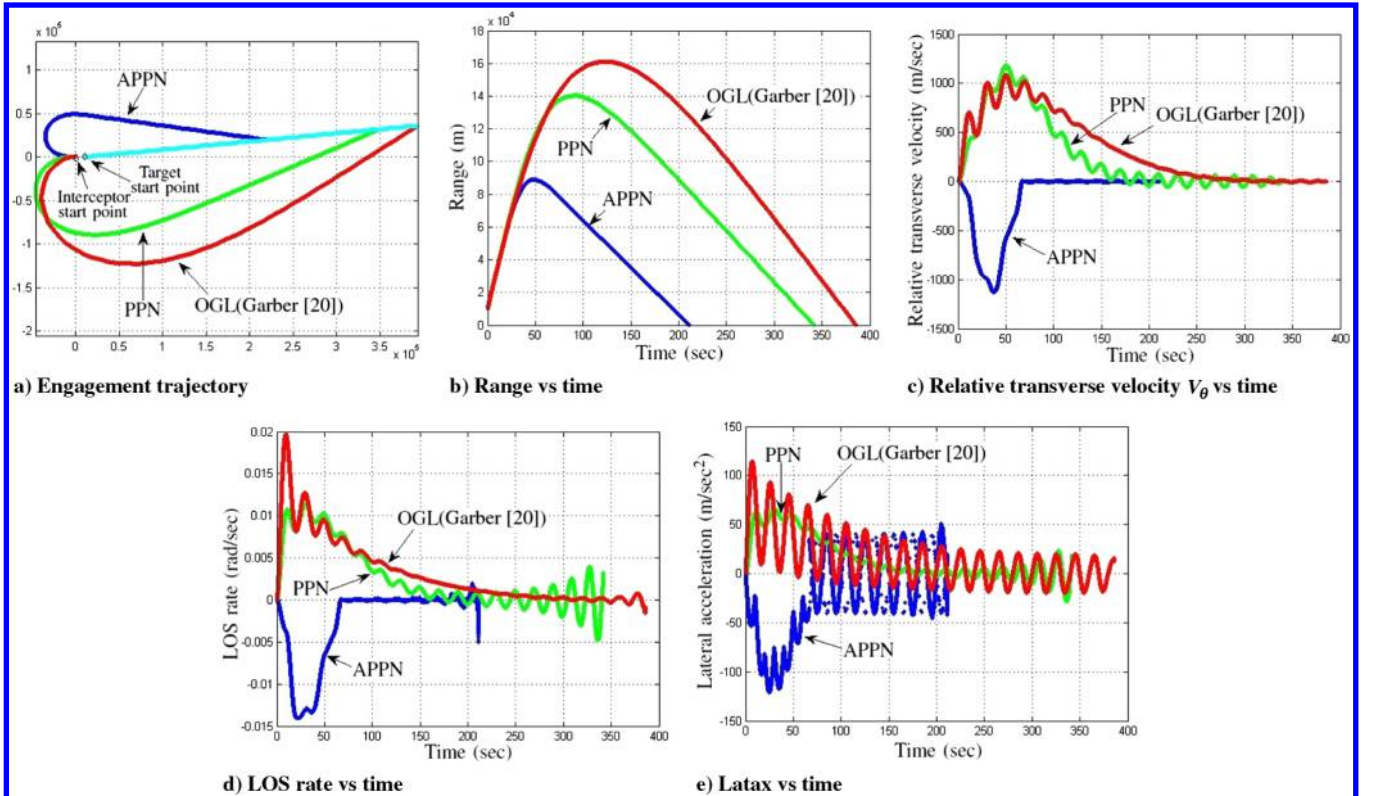 x 10⁵
1
0.5
0
-0.5
-1
-1.5
-2
0
0.5
1
1.5
2
2.5
3
3.5
x 10⁵
APPN
Target
start point
Interceptor
start point
PPN
OGL(Garber [20])
a) Engagement trajectory
x 10⁴
18
16
14
12
10
8
6
4
2
0
Range (m)
OGL(Garber [20])
PPN
APPN
0
50
100
150
200
250
300
350
400
Time (sec)
b) Range vs time
1500
1000
500
0
-500
-1000
-1500
Relative transverse velocity (m/sec)
PPN
OGL(Garber [20])
APPN
0
50
100
150
200
250
300
350
400
Time (sec)
c) Relative transverse velocity Vθ vs time
0.02
0.015
0.01
0.005
0
-0.005
-0.01
-0.015
LOS rate (rad/sec)
OGL(Garber [20])
PPN
APPN
0
50
100
150
200
250
300
350
400
Time (sec)
d) LOS rate vs time
150
100
50
0
-50
-100
-150
Lateral acceleration (m/sec²)
PPN
OGL(Garber [20])
APPN
0
50
100
150
200
250
300
350
400
Time (sec)
e) Latax vs time